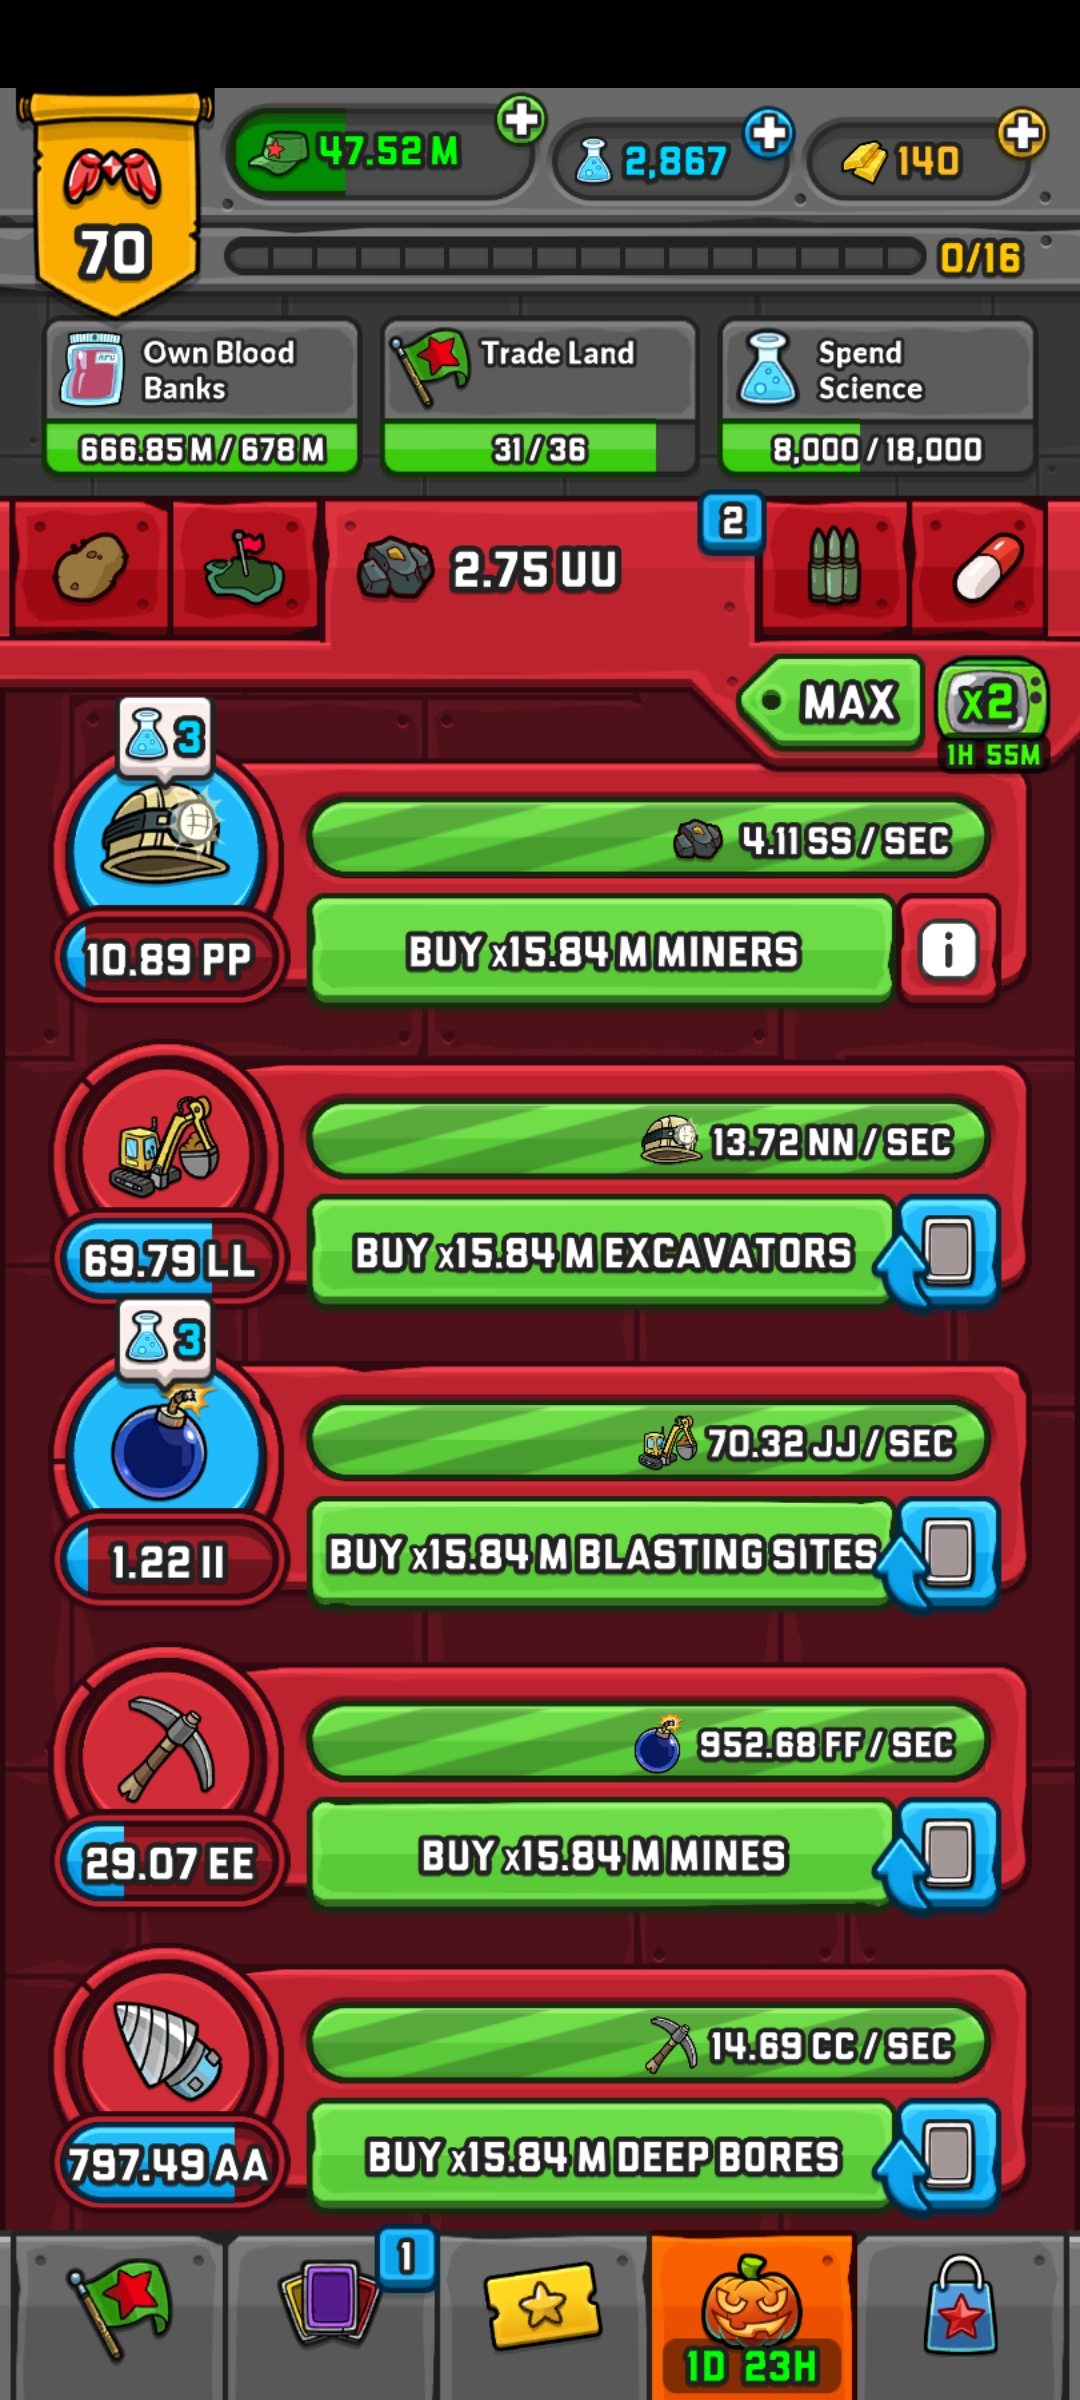 70
47.52 M
2,867
140
0/16
Own Blood
Banks
666.85 M / 678 M
Trade Land
31 / 36
Spend
Science
8,000 / 18,000
2.75 UU
2
MAX
x2
1H 55M
3
4.11 SS / SEC
10.89 PP
BUY x15.84 M MINERS
i
13.72 NN / SEC
69.79 LL
BUY x15.84 M EXCAVATORS
3
70.32 JJ / SEC
1.22 II
BUY x15.84 M BLASTING SITES
952.68 FF / SEC
29.07 EE
BUY x15.84 M MINES
14.69 CC / SEC
797.49 AA
BUY x15.84 M DEEP BORES
1
1D 23H